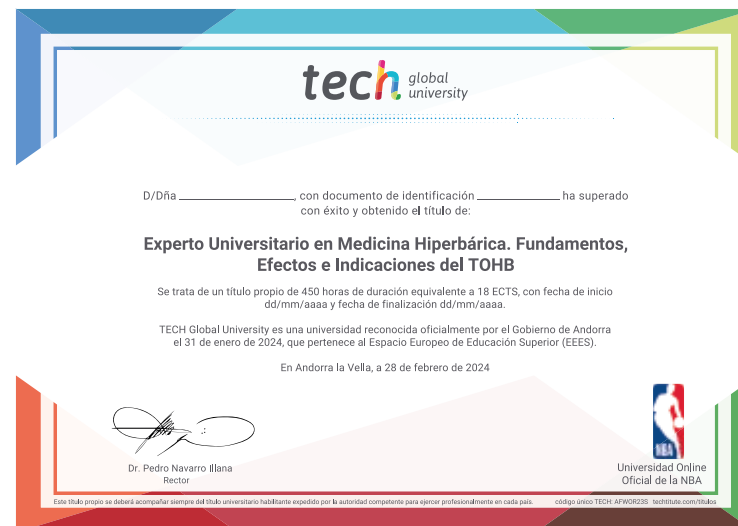 tech global
university
D/Dña ____________________, con documento de identificación ______________ ha superado
con éxito y obtenido el título de:
Experto Universitario en Medicina Hiperbárica. Fundamentos,
Efectos e Indicaciones del TOHB
Se trata de un título propio de 450 horas de duración equivalente a 18 ECTS, con fecha de inicio
dd/mm/aaaa y fecha de finalización dd/mm/aaaa.
TECH Global University es una universidad reconocida oficialmente por el Gobierno de Andorra
el 31 de enero de 2024, que pertenece al Espacio Europeo de Educación Superior (EEES).
En Andorra la Vella, a 28 de febrero de 2024
Dr. Pedro Navarro Illana
Rector
NBA
Universidad Online
Oficial de la NBA
Este título propio se deberá acompañar siempre del título universitario habilitante expedido por la autoridad competente para ejercer profesionalmente en cada país. código único TECH: AFWOR23S techtitute.com/titulos